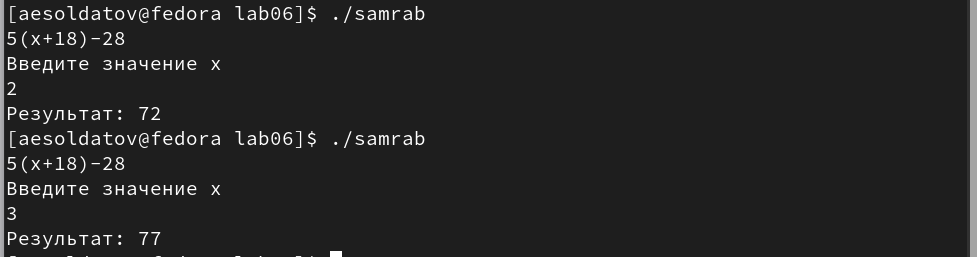 [aesoldatov@fedora lab06]$ ./samrab
5(x+18)-28
Введите значение x
2
Результат: 72
[aesoldatov@fedora lab06]$ ./samrab
5(x+18)-28
Введите значение x
3
Результат: 77